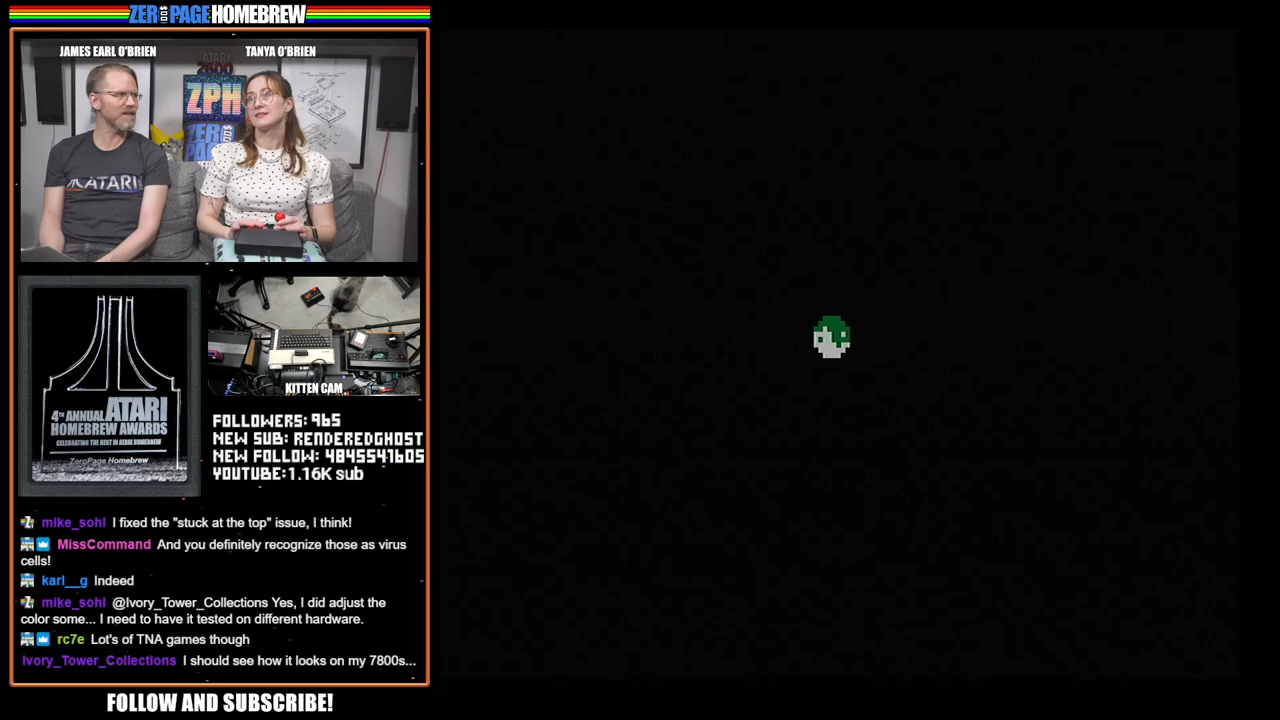 ZEROPAGE HOMEBREW
JAMES EARL O'BRIEN
TANYA O'BRIEN
ATARI
2600
ZPH
ZERO
PAGE
ATARI
4TH ANNUAL ATARI
HOMEBREW AWARDS
CELEBRATING THE BEST IN ATARI HOMEBREW
ZeroPage Homebrew
KITTEN CAM
FOLLOWERS: 965
NEW SUB: RENDEREDGHOST
NEW FOLLOW: 4845541605
YOUTUBE:1.16K sub
mike_sohl I fixed the "stuck at the top" issue, I think!
MissCommand And you definitely recognize those as virus
cells!
karl__g Indeed
mike_sohl @Ivory_Tower_Collections Yes, I did adjust the
color some... I need to have it tested on different hardware.
rc7e Lot's of TNA games though
Ivory_Tower_Collections I should see how it looks on my 7800s...
FOLLOW AND SUBSCRIBE!